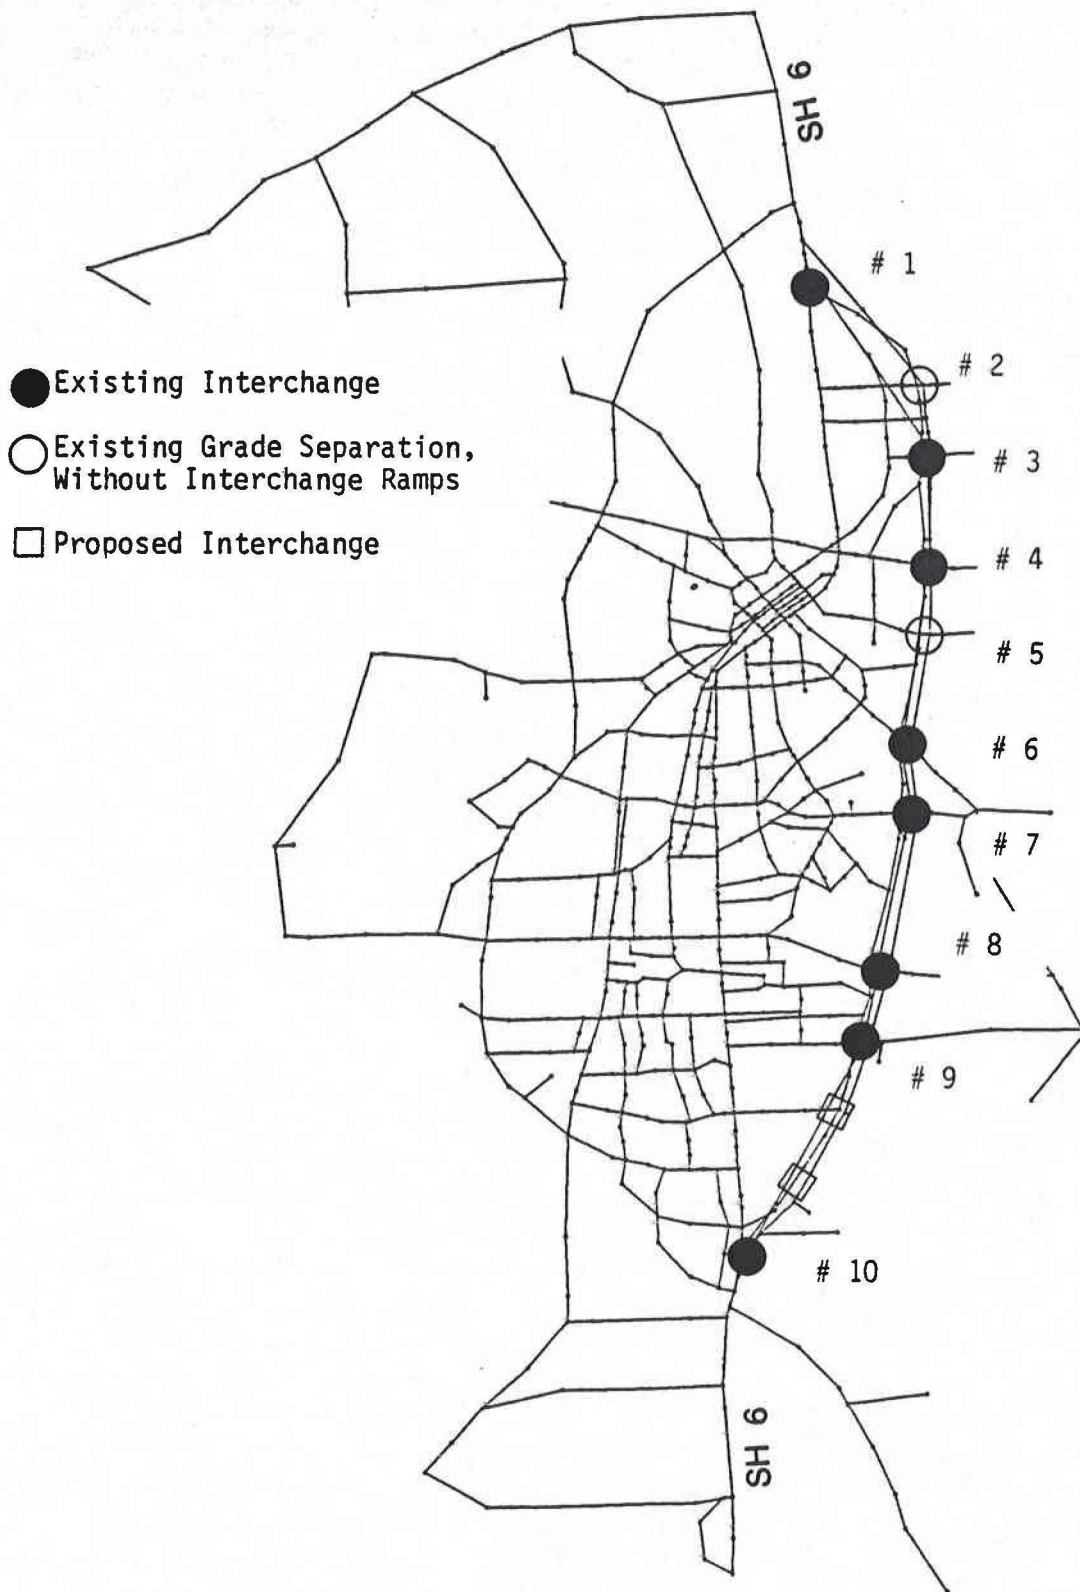 SH 6
# 1
# 2
Existing Interchange
Existing Grade Separation,
Without Interchange Ramps
# 3
Proposed Interchange
# 4
# 5
# 6
# 7
# 8
# 9
# 10
SH 6